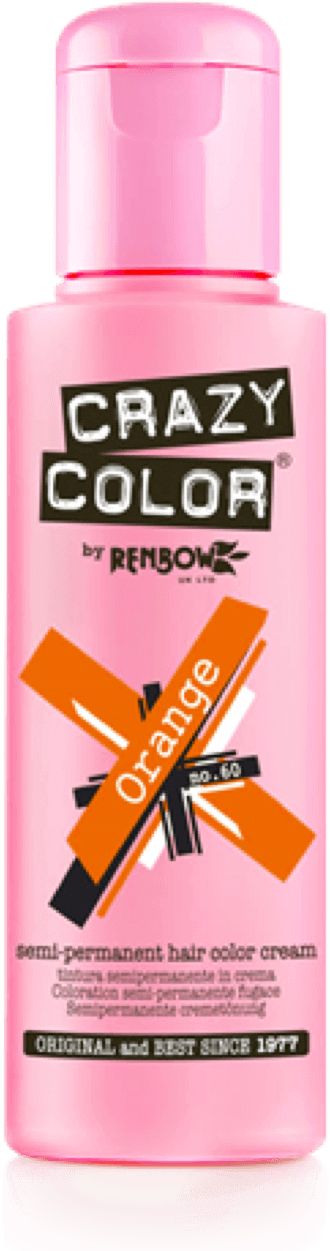 CRAZY
COLOR®
by RENBOW
UK LTD
Orange
no.60
semi-permanent hair color cream
tintura semipermanente in crema
Coloration semi-permanente fugace
Semipermanente cremetönung
ORIGINAL and BEST SINCE 1977